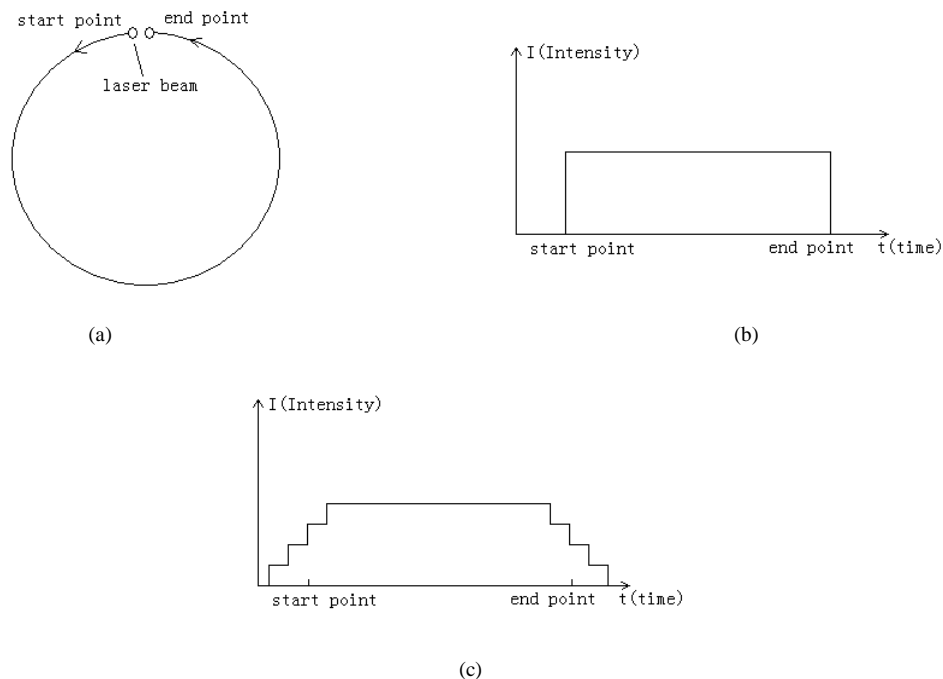 start point
end point
laser beam
I(Intensity)
start point
end point
t(time)
(a)
(b)
I(Intensity)
start point
end point
t(time)
(c)